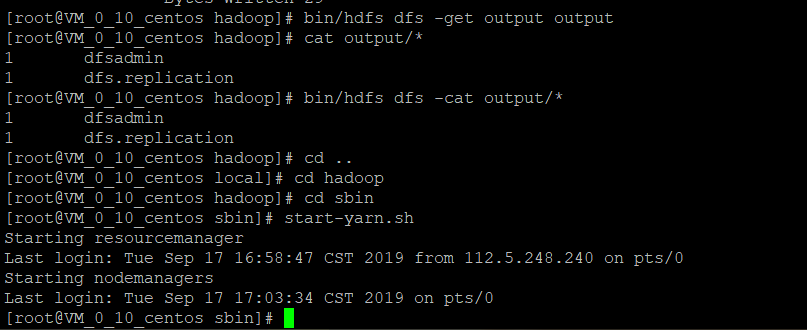 Bytes Written=29
[root@VM_0_10_centos hadoop]# bin/hdfs dfs -get output output
[root@VM_0_10_centos hadoop]# cat output/*
1 dfsadmin
1 dfs.replication
[root@VM_0_10_centos hadoop]# bin/hdfs dfs -cat output/*
1 dfsadmin
1 dfs.replication
[root@VM_0_10_centos hadoop]# cd ..
[root@VM_0_10_centos local]# cd hadoop
[root@VM_0_10_centos hadoop]# cd sbin
[root@VM_0_10_centos sbin]# start-yarn.sh
Starting resourcemanager
Last login: Tue Sep 17 16:58:47 CST 2019 from 112.5.248.240 on pts/0
Starting nodemanagers
Last login: Tue Sep 17 17:03:34 CST 2019 on pts/0
[root@VM_0_10_centos sbin]#